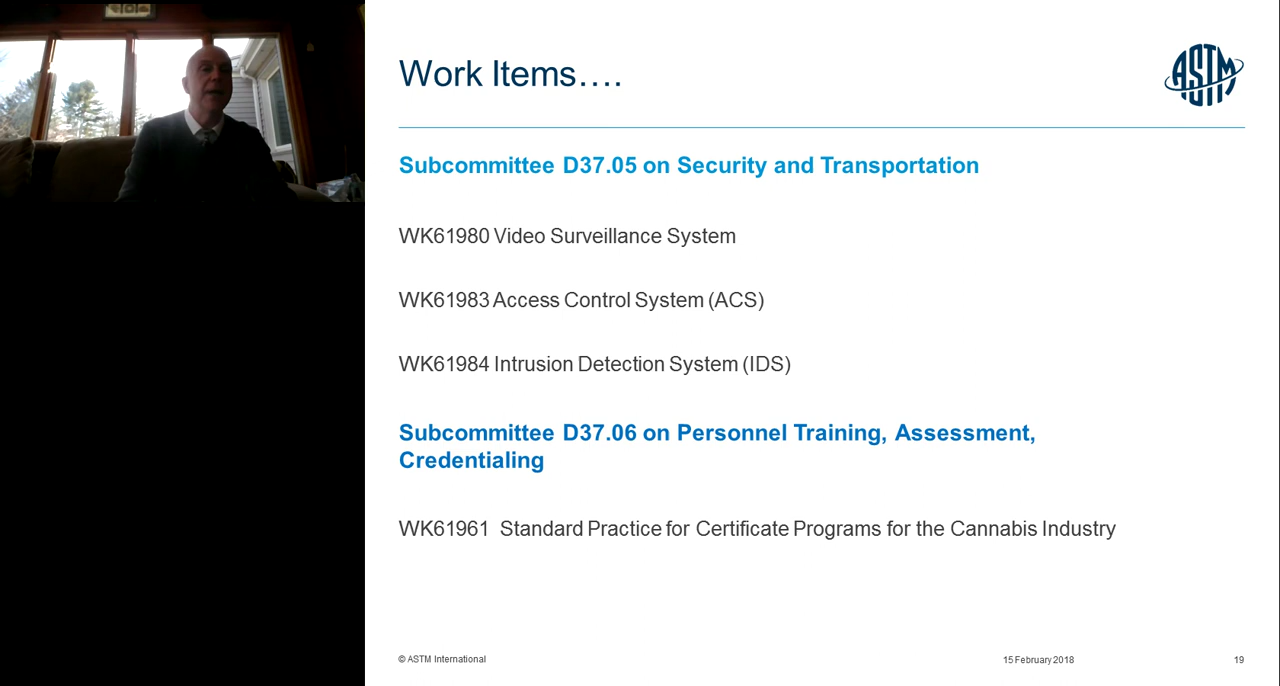 Work Items….
ASTM
Subcommittee D37.05 on Security and Transportation
WK61980 Video Surveillance System
WK61983 Access Control System (ACS)
WK61984 Intrusion Detection System (IDS)
Subcommittee D37.06 on Personnel Training, Assessment,
Credentialing
WK61961 Standard Practice for Certificate Programs for the Cannabis Industry
© ASTM International
15 February 2018
19